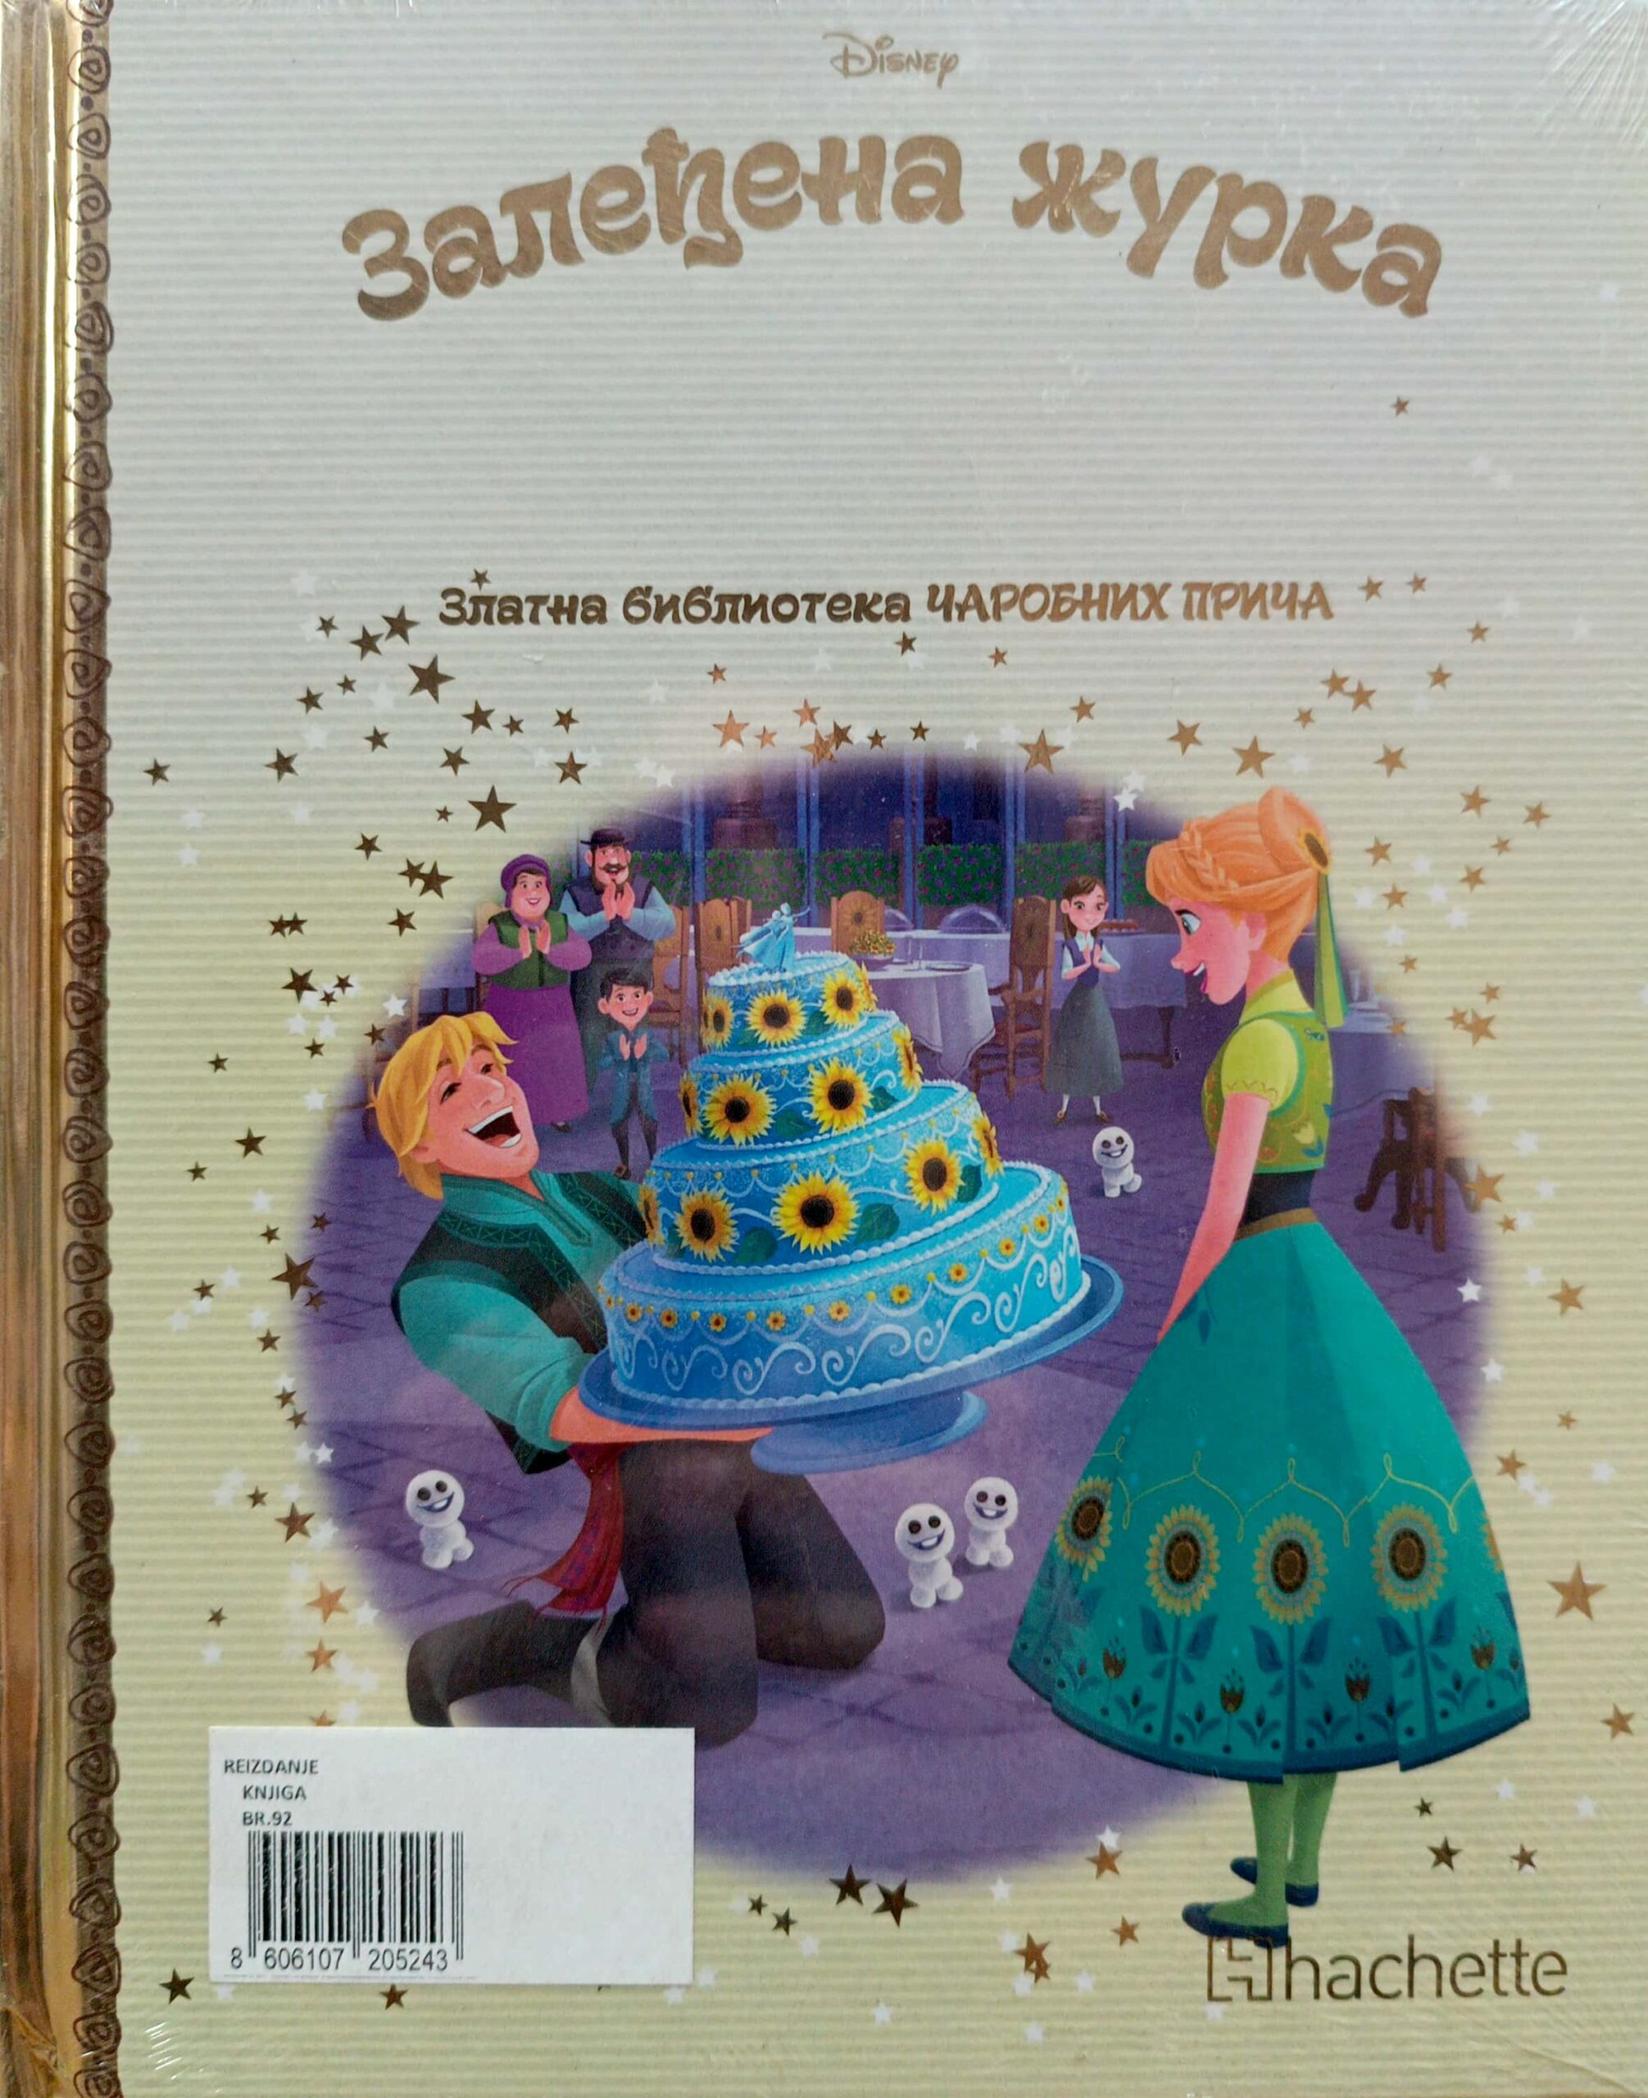 Disney
Залеђена журка
Златна библиотека ЧАРОБНИХ ПРИЧА
REIZDANJE
KNJIGA
BR.92
8 606107 205243
hachette